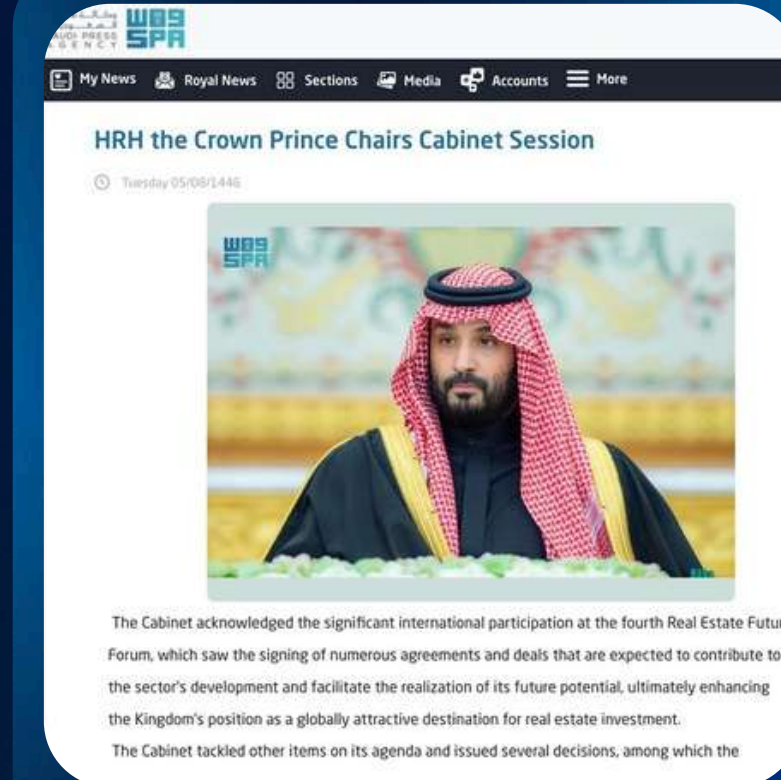 SPA
My News Royal News Sections Media Accounts More
HRH the Crown Prince Chairs Cabinet Session
Tuesday 05/08/1446
SPA
The Cabinet acknowledged the significant international participation at the fourth Real Estate Futur
Forum, which saw the signing of numerous agreements and deals that are expected to contribute to
the sector's development and facilitate the realization of its future potential, ultimately enhancing
the Kingdom's position as a globally attractive destination for real estate investment.
The Cabinet tackled other items on its agenda and issued several decisions, among which the